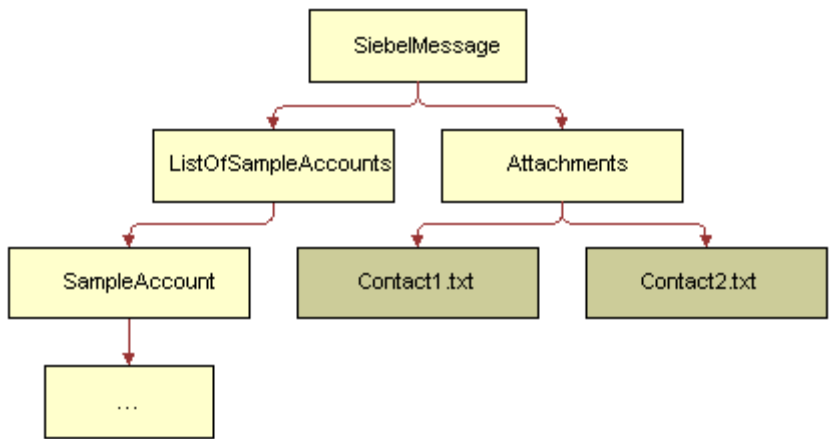 SiebelMessage
ListOfSampleAccounts
Attachments
SampleAccount
Contact1.txt
Contact2.txt
...